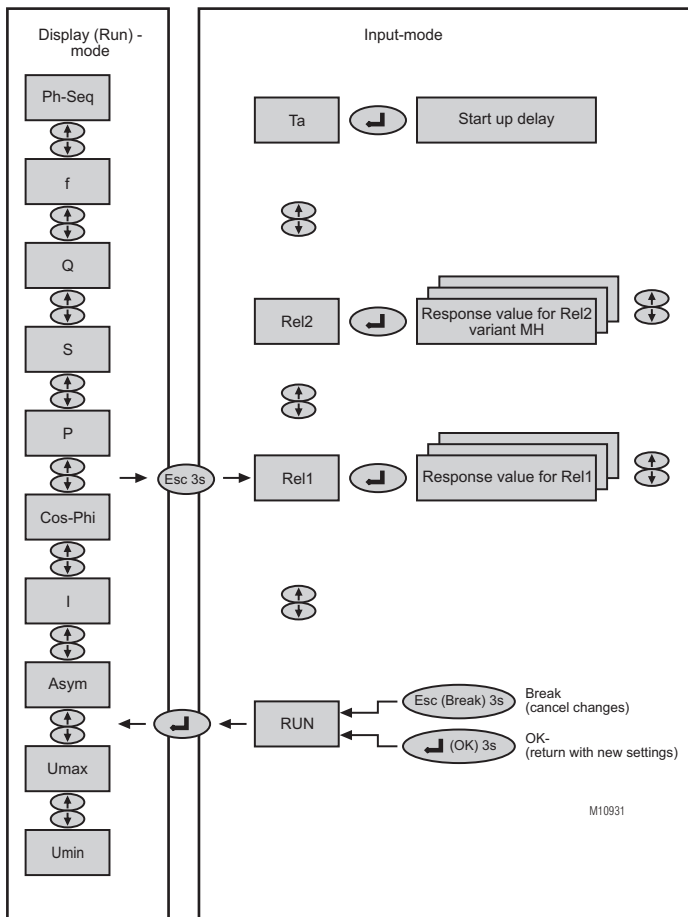 Display (Run) -
mode
Ph-Seq
f
Q
S
P
Cos-Phi
I
Asym
Umax
Umin
Esc 3s
Input-mode
Ta
Start up delay
Rel2
Response value for Rel2
variant MH
Rel1
Response value for Rel1
RUN
Esc (Break) 3s
Break
(cancel changes)
(OK) 3s
OK-
(return with new settings)
M10931